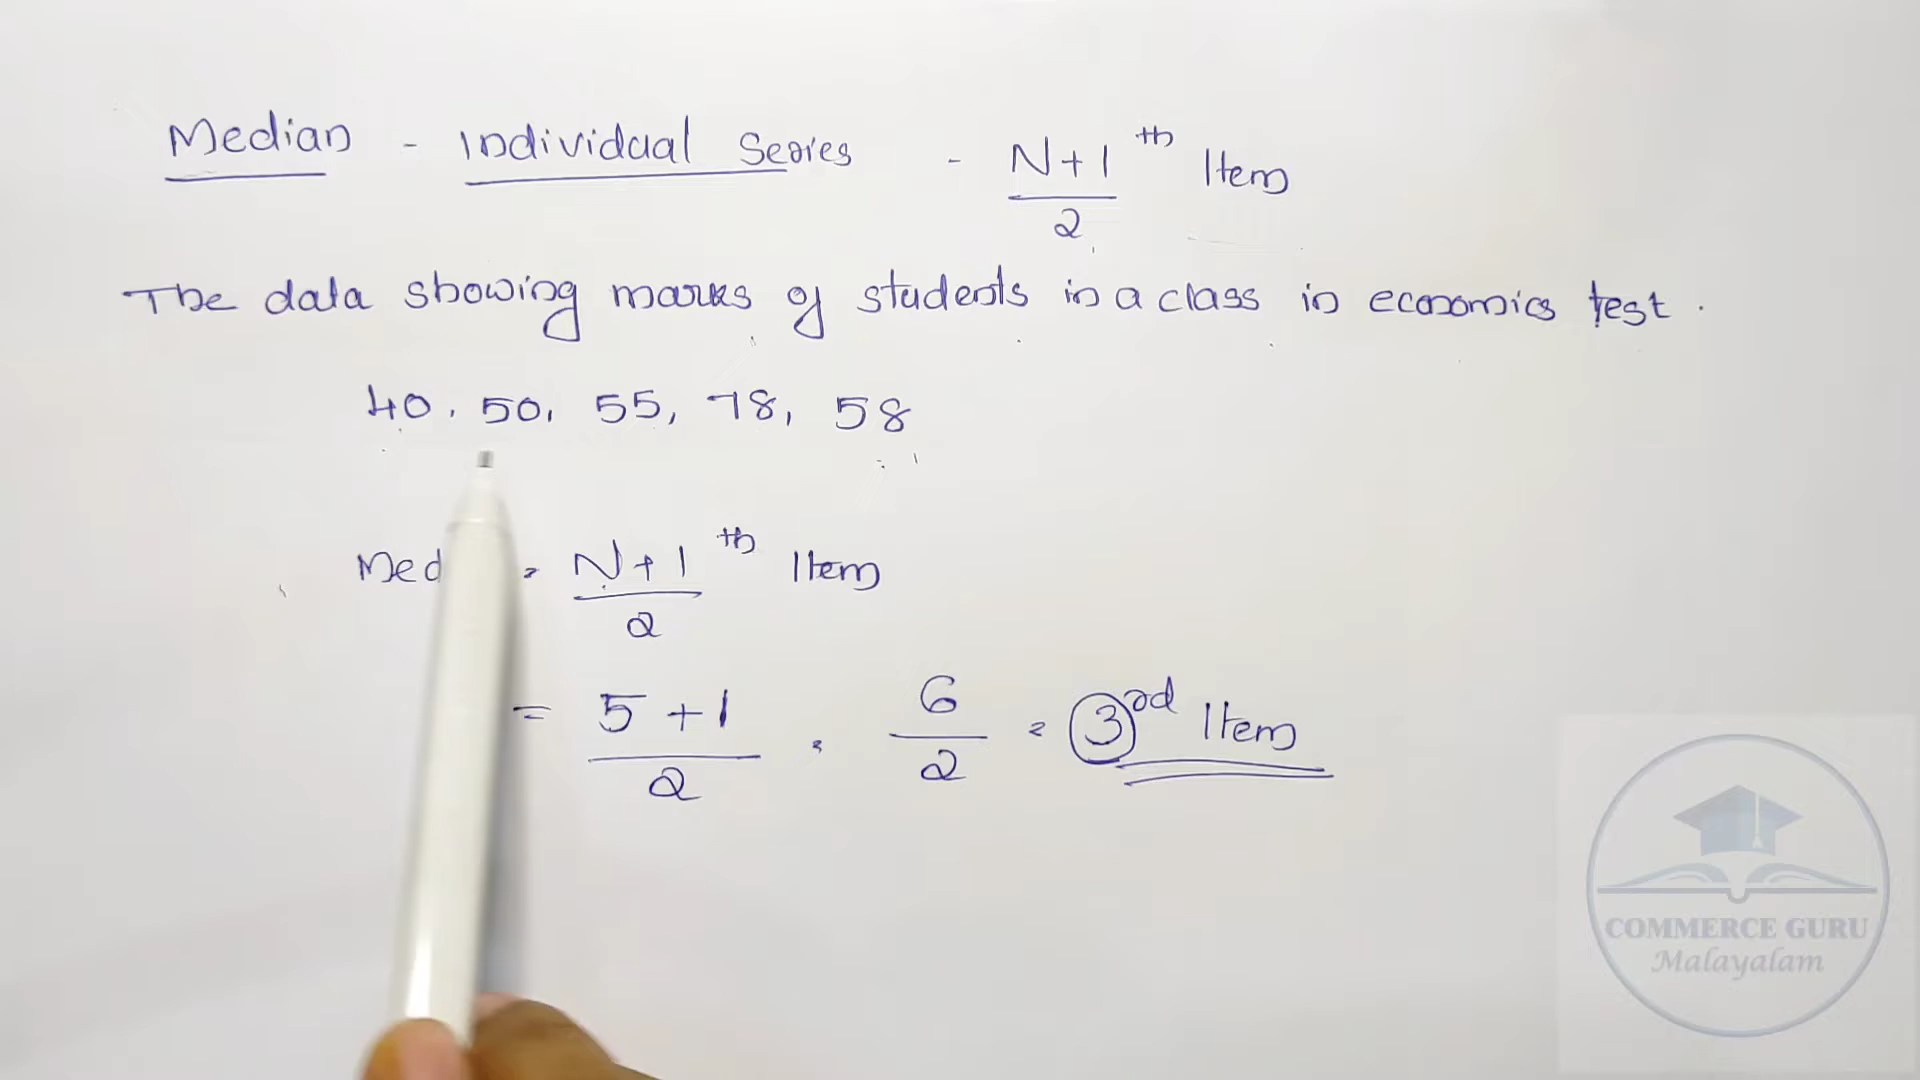 Median - Individual Series - N+1/2 th Item
The data showing marks of students in a class in economics test.
40, 50, 55, 78, 58
Med = N+1/2 th Item
= 5+1/2 = 6/2 = 3rd Item
COMMERCE GURU
Malayalam